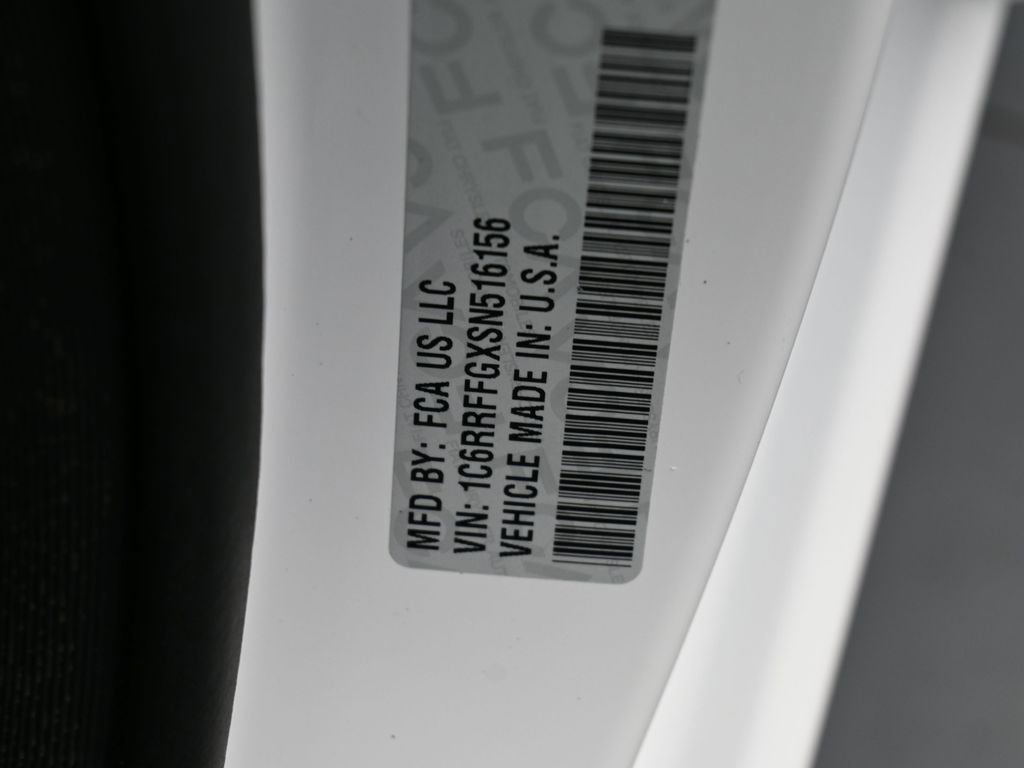 MFD BY: FCA US LLC
VIN: 1C6RRFFGXSN516156
VEHICLE MADE IN: U.S.A.